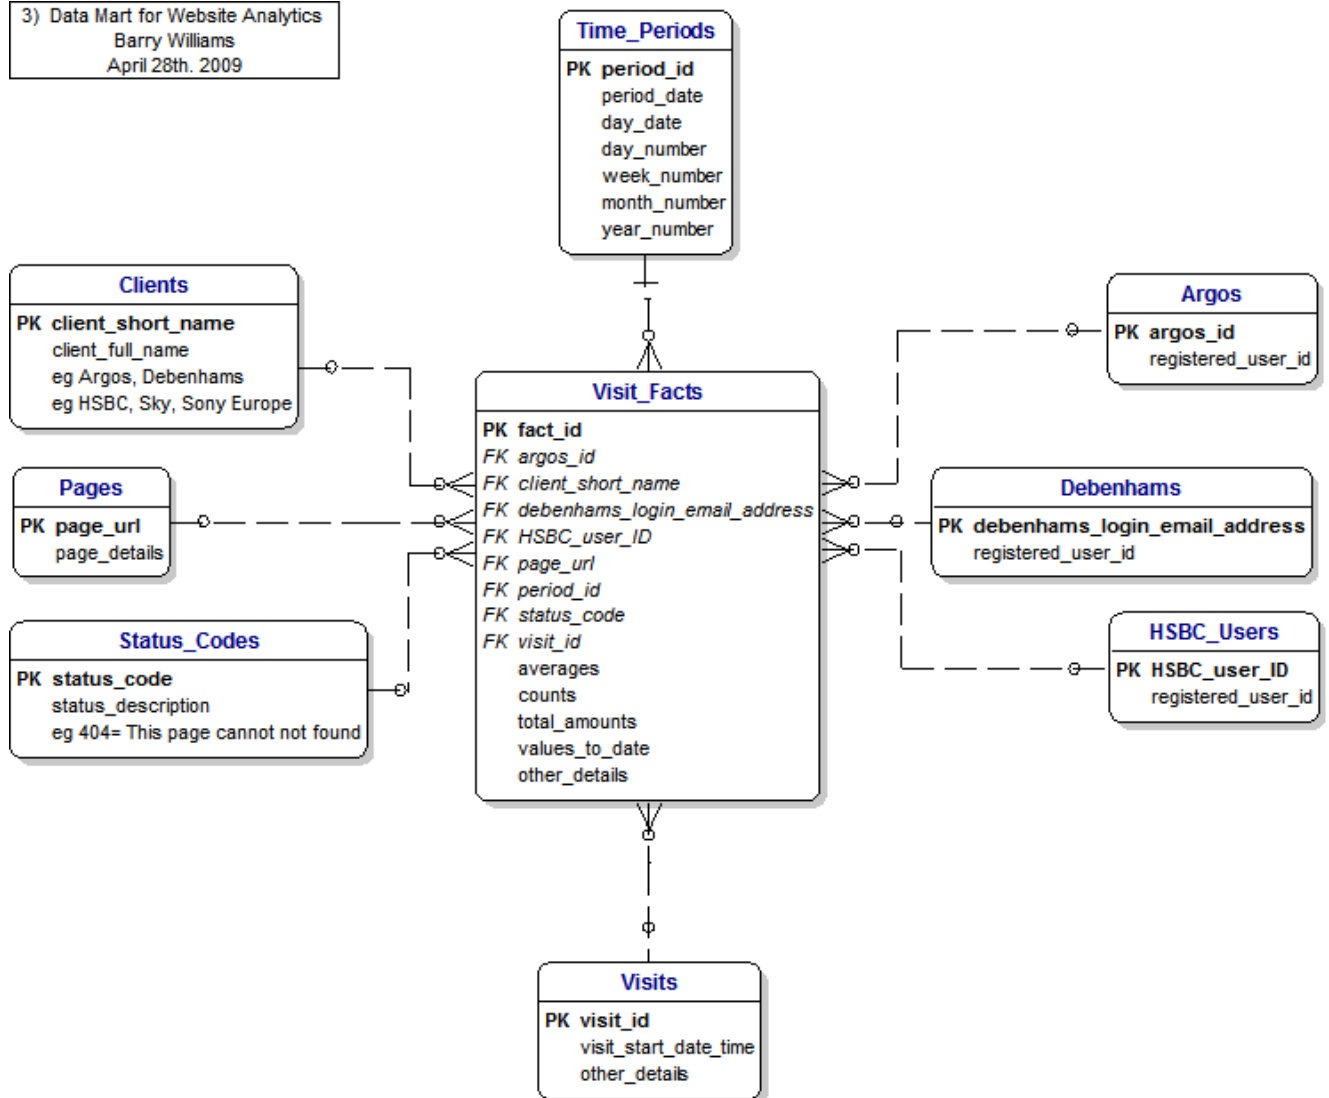 3) Data Mart for Website Analytics
Barry Williams
April 28th. 2009
Time_Periods
PK period_id
period_date
day_date
day_number
week_number
month_number
year_number
Clients
PK client_short_name
client_full_name
eg Argos, Debenhams
eg HSBC, Sky, Sony Europe
Argos
PK argos_id
registered_user_id
Visit_Facts
PK fact_id
FK argos_id
FK client_short_name
FK debenhams_login_email_address
FK HSBC_user_ID
FK page_url
FK period_id
FK status_code
FK visit_id
averages
counts
total_amounts
values_to_date
other_details
Pages
PK page_url
page_details
Debenhams
PK debenhams_login_email_address
registered_user_id
Status_Codes
PK status_code
status_description
eg 404= This page cannot not found
HSBC_Users
PK HSBC_user_ID
registered_user_id
Visits
PK visit_id
visit_start_date_time
other_details